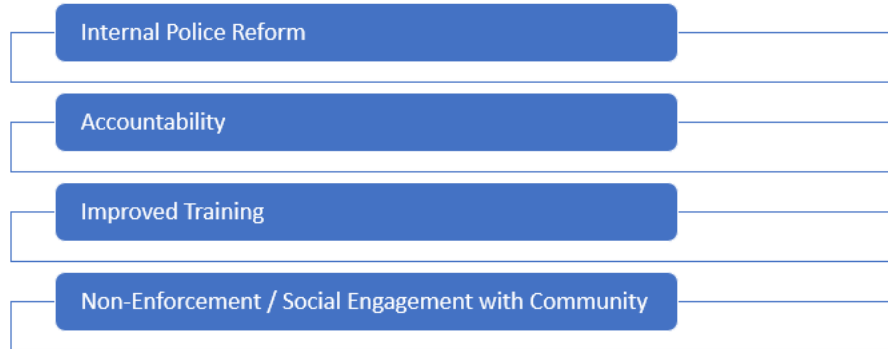 Internal Police Reform
Accountability
Improved Training
Non-Enforcement / Social Engagement with Community